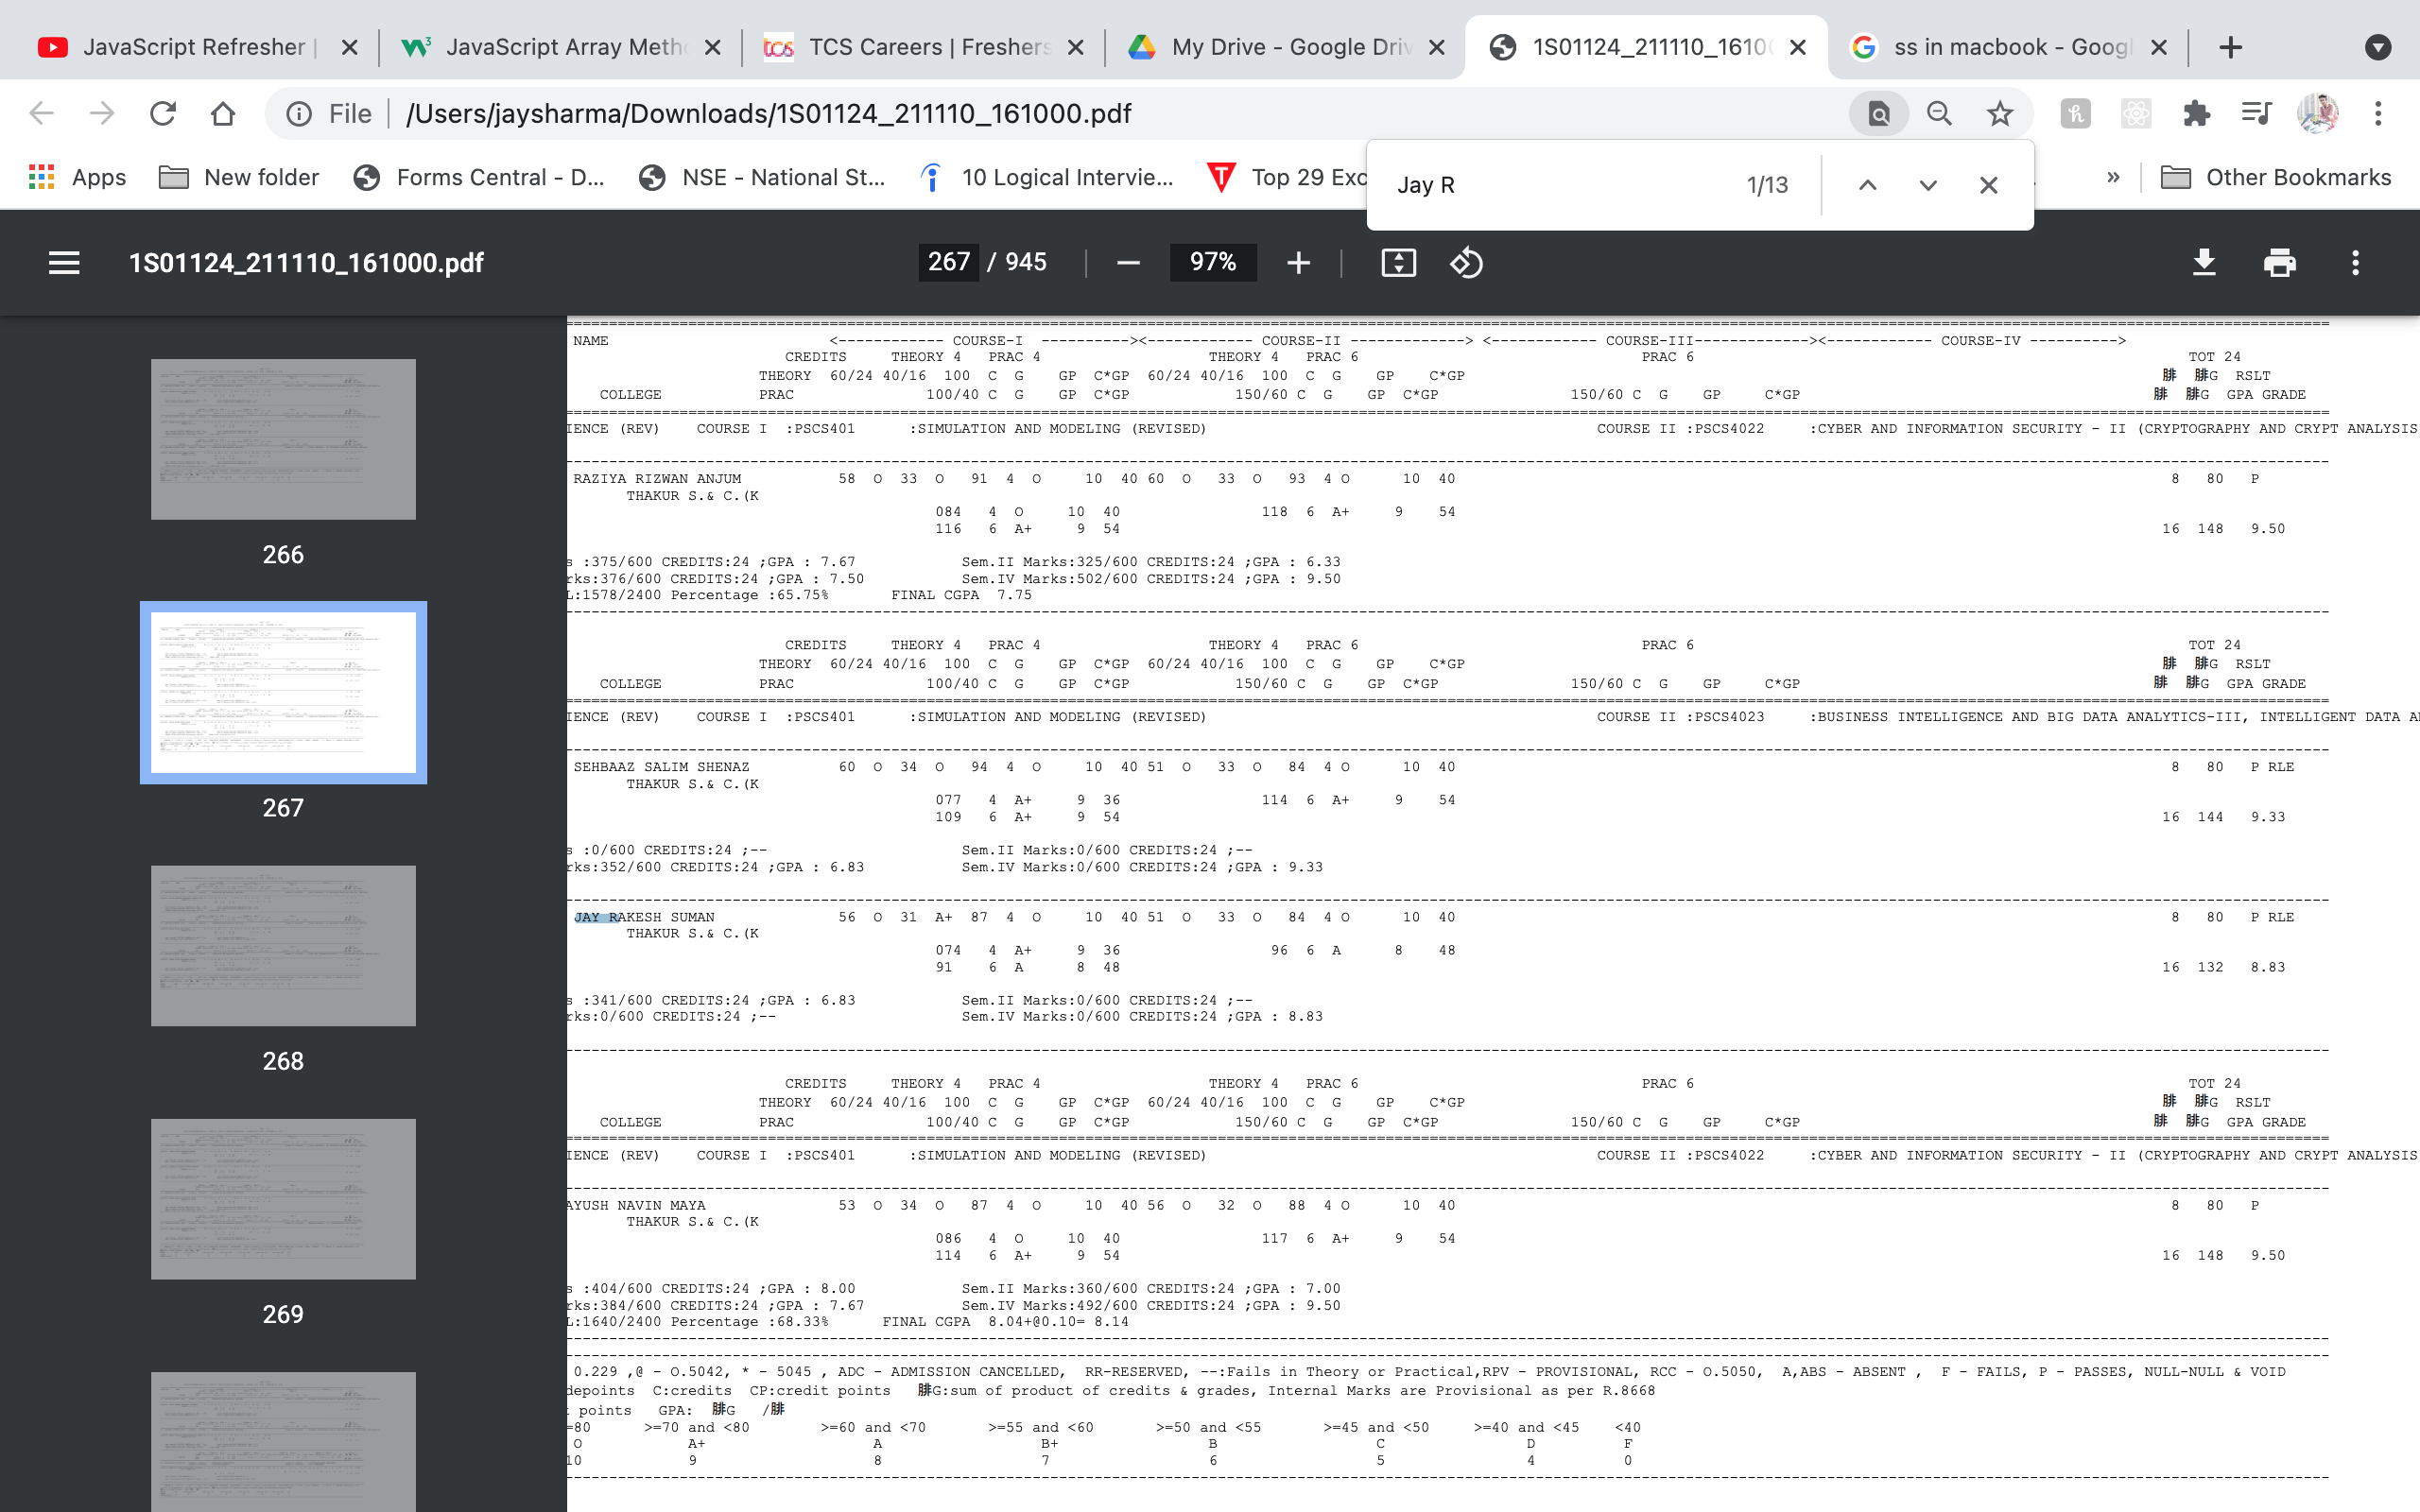 JavaScript Refresher |
JavaScript Array Metho
TCS Careers | Freshers
My Drive - Google Driv
1S01124_211110_16100
ss in macbook - Googl
File /Users/jaysharma/Downloads/1S01124_211110_161000.pdf
Apps New folder Forms Central - D... NSE - National St... 10 Logical Intervie... Top 29 Exc » Other Bookmarks
Jay R 1/13
1S01124_211110_161000.pdf 267 / 945 97%
266
267
268
269
NAME <------------ COURSE-I ----------><------------ COURSE-II -------------> <----------- COURSE-III-------------><------------ COURSE-IV ---------->
CREDITS THEORY 4 PRAC 4 THEORY 4 PRAC 6 PRAC 6 TOT 24
THEORY 60/24 40/16 100 C G GP C*GP 60/24 40/16 100 C G GP C*GP 腓 腓G RSLT
COLLEGE PRAC 100/40 C G GP C*GP 150/60 C G GP C*GP 150/60 C G GP C*GP 腓 腓G GPA GRADE
IENCE (REV) COURSE I :PSCS401 :SIMULATION AND MODELING (REVISED) COURSE II :PSCS4022 :CYBER AND INFORMATION SECURITY - II (CRYPTOGRAPHY AND CRYPT ANALYSIS
RAZIYA RIZWAN ANJUM 58 O 33 O 91 4 O 10 40 60 O 33 O 93 4 O 10 40 8 80 P
THAKUR S.& C.(K
084 4 O 10 40 118 6 A+ 9 54
116 6 A+ 9 54 16 148 9.50
s :375/600 CREDITS:24 ;GPA : 7.67 Sem.II Marks:325/600 CREDITS:24 ;GPA : 6.33
rks:376/600 CREDITS:24 ;GPA : 7.50 Sem.IV Marks:502/600 CREDITS:24 ;GPA : 9.50
L:1578/2400 Percentage :65.75% FINAL CGPA 7.75
CREDITS THEORY 4 PRAC 4 THEORY 4 PRAC 6 PRAC 6 TOT 24
THEORY 60/24 40/16 100 C G GP C*GP 60/24 40/16 100 C G GP C*GP 腓 腓G RSLT
COLLEGE PRAC 100/40 C G GP C*GP 150/60 C G GP C*GP 150/60 C G GP C*GP 腓 腓G GPA GRADE
IENCE (REV) COURSE I :PSCS401 :SIMULATION AND MODELING (REVISED) COURSE II :PSCS4023 :BUSINESS INTELLIGENCE AND BIG DATA ANALYTICS-III, INTELLIGENT DATA A
SEHBAAZ SALIM SHENAZ 60 O 34 O 94 4 O 10 40 51 O 33 O 84 4 O 10 40 8 80 P RLE
THAKUR S.& C.(K
077 4 A+ 9 36 114 6 A+ 9 54
109 6 A+ 9 54 16 144 9.33
s :0/600 CREDITS:24 ;-- Sem.II Marks:0/600 CREDITS:24 ;--
rks:352/600 CREDITS:24 ;GPA : 6.83 Sem.IV Marks:0/600 CREDITS:24 ;GPA : 9.33
JAY RAKESH SUMAN 56 O 31 A+ 87 4 O 10 40 51 O 33 O 84 4 O 10 40 8 80 P RLE
THAKUR S.& C.(K
074 4 A+ 9 36 96 6 A 8 48
91 6 A 8 48 16 132 8.83
s :341/600 CREDITS:24 ;GPA : 6.83 Sem.II Marks:0/600 CREDITS:24 ;--
rks:0/600 CREDITS:24 ;-- Sem.IV Marks:0/600 CREDITS:24 ;GPA : 8.83
CREDITS THEORY 4 PRAC 4 THEORY 4 PRAC 6 PRAC 6 TOT 24
THEORY 60/24 40/16 100 C G GP C*GP 60/24 40/16 100 C G GP C*GP 腓 腓G RSLT
COLLEGE PRAC 100/40 C G GP C*GP 150/60 C G GP C*GP 150/60 C G GP C*GP 腓 腓G GPA GRADE
IENCE (REV) COURSE I :PSCS401 :SIMULATION AND MODELING (REVISED) COURSE II :PSCS4022 :CYBER AND INFORMATION SECURITY - II (CRYPTOGRAPHY AND CRYPT ANALYSIS
AYUSH NAVIN MAYA 53 O 34 O 87 4 O 10 40 56 O 32 O 88 4 O 10 40 8 80 P
THAKUR S.& C.(K
086 4 O 10 40 117 6 A+ 9 54
114 6 A+ 9 54 16 148 9.50
s :404/600 CREDITS:24 ;GPA : 8.00 Sem.II Marks:360/600 CREDITS:24 ;GPA : 7.00
rks:384/600 CREDITS:24 ;GPA : 7.67 Sem.IV Marks:492/600 CREDITS:24 ;GPA : 9.50
L:1640/2400 Percentage :68.33% FINAL CGPA 8.04+@0.10= 8.14
0.229 ,@ - O.5042, * - 5045 , ADC - ADMISSION CANCELLED, RR-RESERVED, --:Fails in Theory or Practical,RPV - PROVISIONAL, RCC - O.5050, A,ABS - ABSENT , F - FAILS, P - PASSES, NULL-NULL & VOID
depoints C:credits CP:credit points 腓G:sum of product of credits & grades, Internal Marks are Provisional as per R.8668
t points GPA: 腓G /腓
=80 >=70 and <80 >=60 and <70 >=55 and <60 >=50 and <55 >=45 and <50 >=40 and <45 <40
O A+ A B+ B C D F
10 9 8 7 6 5 4 0